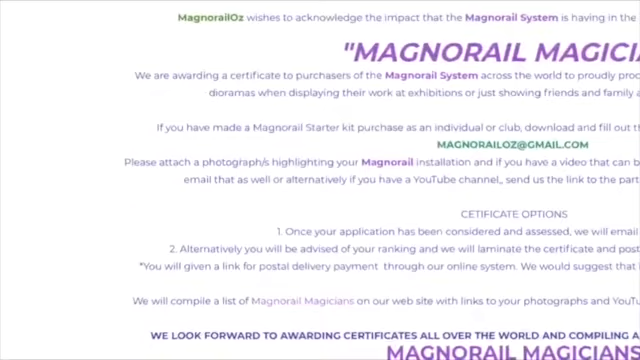 MagnorailOz wishes to acknowledge the impact that the Magnorail System is having in the
"MAGNORAIL MAGICIA
We are awarding a certificate to purchasers of the Magnorail System across the world to proudly proc
dioramas when displaying their work at exhibitions or just showing friends and family a
If you have made a Magnorail Starter kit purchase as an individual or club, download and fill out th
MAGNORAILOZ@GMAIL.COM
Please attach a photograph/s highlighting your Magnorail installation and if you have a video that can b
email that as well or alternatively if you have a YouTube channel,, send us the link to the part
CETIFICATE OPTIONS
1. Once your application has been considered and assessed, we will email
2. Alternatively you will be advised of your ranking and we will laminate the certificate and post
*You will given a link for postal delivery payment through our online system. We would suggest that i
We will compile a list of Magnorail Magicians on our web site with links to your photographs and YouTu
WE LOOK FORWARD TO AWARDING CERTIFICATES ALL OVER THE WORLD AND COMPILING A
MAGNORAIL MAGICIANS